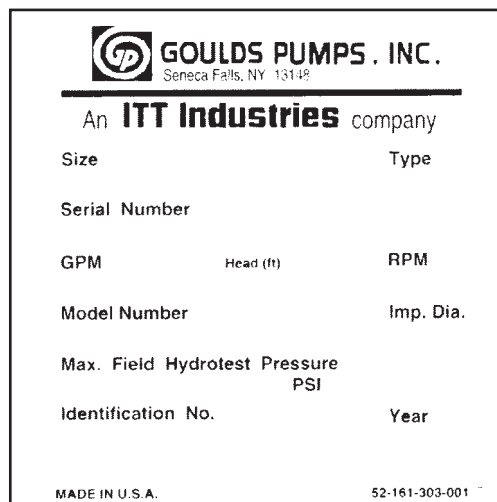 GOULDS PUMPS, INC.
Seneca Falls, NY 13148
An ITT Industries company
Size Type
Serial Number
GPM Head (ft) RPM
Model Number Imp. Dia.
Max. Field Hydrotest Pressure
PSI
Identification No. Year
MADE IN U.S.A. 52-161-303-001